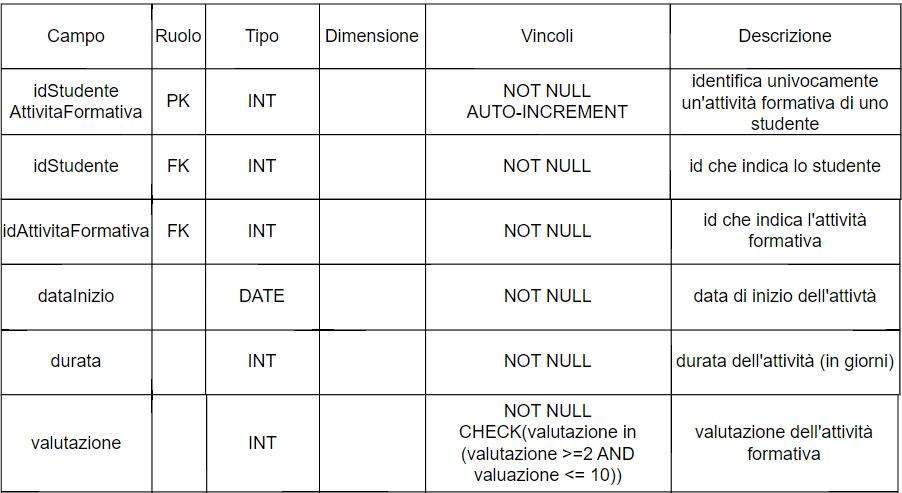 Campo Ruolo Tipo Dimensione Vincoli Descrizione
idStudente
AttivitaFormativa
PK
INT
NOT NULL
AUTO-INCREMENT
identifica univocamente
un'attività formativa di uno
studente
idStudente FK INT NOT NULL id che indica lo studente
idAttivitaFormativa FK INT NOT NULL
id che indica l'attività
formativa
dataInizio DATE NOT NULL data di inizio dell'attivtà
durata INT NOT NULL durata dell'attività (in giorni)
valutazione INT
NOT NULL
CHECK(valutazione in
(valutazione >=2 AND
valuazione <= 10))
valutazione dell'attività
formativa